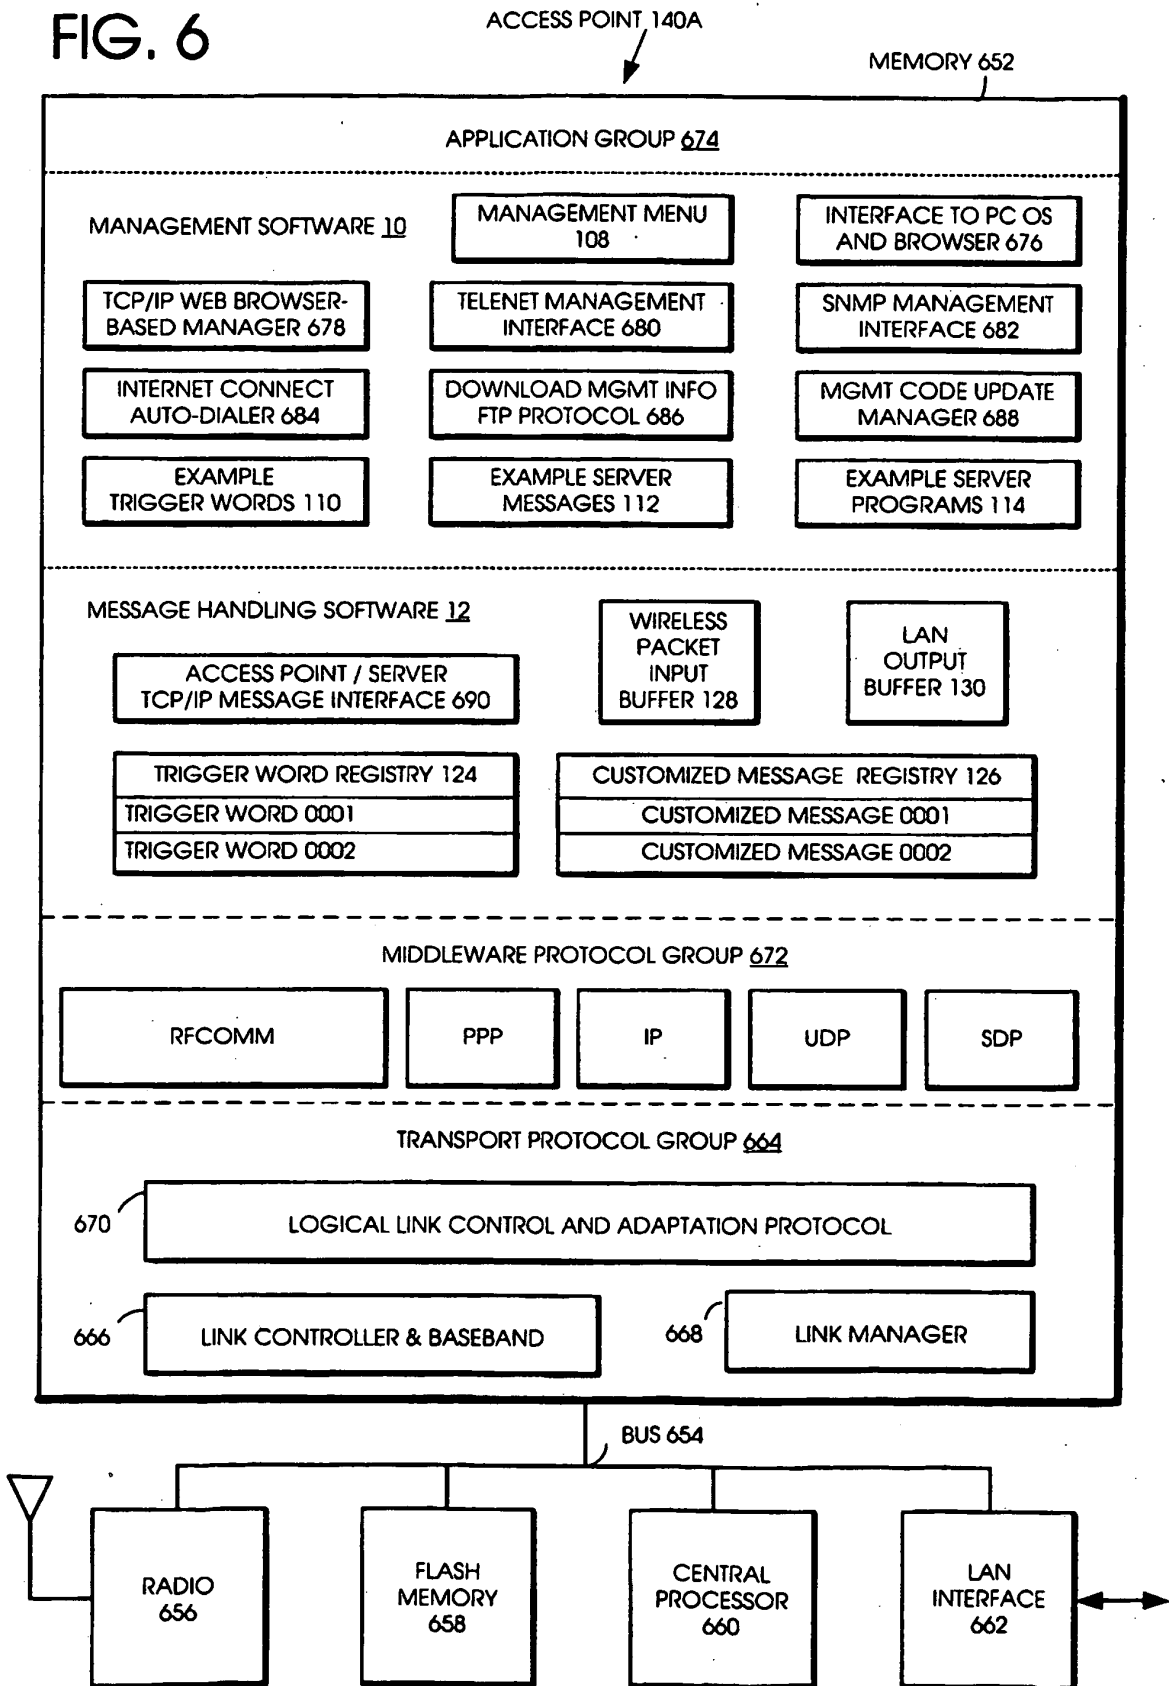 FIG. 6
ACCESS POINT 140A
MEMORY 652
APPLICATION GROUP 674
MANAGEMENT SOFTWARE 10
MANAGEMENT MENU
108
INTERFACE TO PC OS
AND BROWSER 676
TCP/IP WEB BROWSER-
BASED MANAGER 678
TELENET MANAGEMENT
INTERFACE 680
SNMP MANAGEMENT
INTERFACE 682
INTERNET CONNECT
AUTO-DIALER 684
DOWNLOAD MGMT INFO
FTP PROTOCOL 686
MGMT CODE UPDATE
MANAGER 688
EXAMPLE
TRIGGER WORDS 110
EXAMPLE SERVER
MESSAGES 112
EXAMPLE SERVER
PROGRAMS 114
MESSAGE HANDLING SOFTWARE 12
WIRELESS
PACKET
INPUT
BUFFER 128
LAN
OUTPUT
BUFFER 130
ACCESS POINT / SERVER
TCP/IP MESSAGE INTERFACE 690
TRIGGER WORD REGISTRY 124
TRIGGER WORD 0001
TRIGGER WORD 0002
CUSTOMIZED MESSAGE REGISTRY 126
CUSTOMIZED MESSAGE 0001
CUSTOMIZED MESSAGE 0002
MIDDLEWARE PROTOCOL GROUP 672
RFCOMM
PPP
IP
UDP
SDP
TRANSPORT PROTOCOL GROUP 664
670
LOGICAL LINK CONTROL AND ADAPTATION PROTOCOL
666
LINK CONTROLLER & BASEBAND
668
LINK MANAGER
BUS 654
RADIO
656
FLASH
MEMORY
658
CENTRAL
PROCESSOR
660
LAN
INTERFACE
662